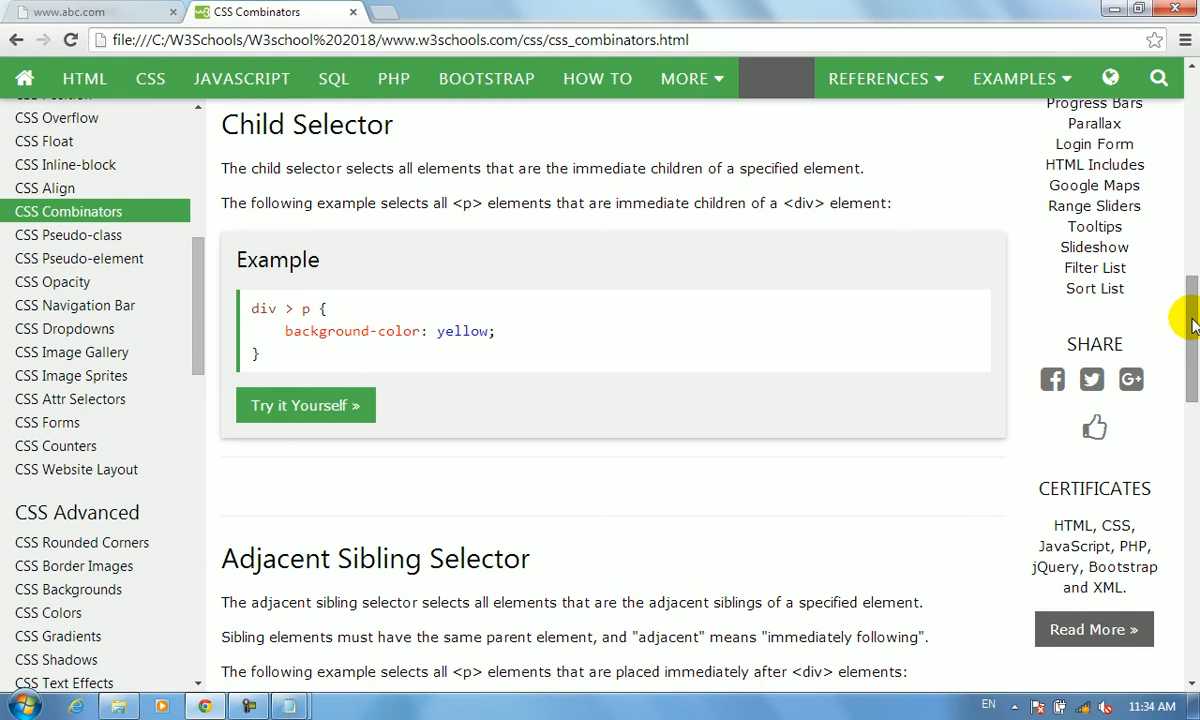 www.abc.com
CSS Combinators
file:///C:/W3Schools/W3school%202018/www.w3schools.com/css/css_combinators.html
HTML CSS JAVASCRIPT SQL PHP BOOTSTRAP HOW TO MORE REFERENCES EXAMPLES
CSS Position
CSS Overflow
CSS Float
CSS Inline-block
CSS Align
CSS Combinators
CSS Pseudo-class
CSS Pseudo-element
CSS Opacity
CSS Navigation Bar
CSS Dropdowns
CSS Image Gallery
CSS Image Sprites
CSS Attr Selectors
CSS Forms
CSS Counters
CSS Website Layout
CSS Advanced
CSS Rounded Corners
CSS Border Images
CSS Backgrounds
CSS Colors
CSS Gradients
CSS Shadows
CSS Text Effects
Child Selector
The child selector selects all elements that are the immediate children of a specified element.
The following example selects all <p> elements that are immediate children of a <div> element:
Example
div > p {
    background-color: yellow;
}
Try it Yourself »
Adjacent Sibling Selector
The adjacent sibling selector selects all elements that are the adjacent siblings of a specified element.
Sibling elements must have the same parent element, and "adjacent" means "immediately following".
The following example selects all <p> elements that are placed immediately after <div> elements:
Progress Bars
Parallax
Login Form
HTML Includes
Google Maps
Range Sliders
Tooltips
Slideshow
Filter List
Sort List
SHARE
CERTIFICATES
HTML, CSS,
JavaScript, PHP,
jQuery, Bootstrap
and XML.
Read More »
EN
11:34 AM